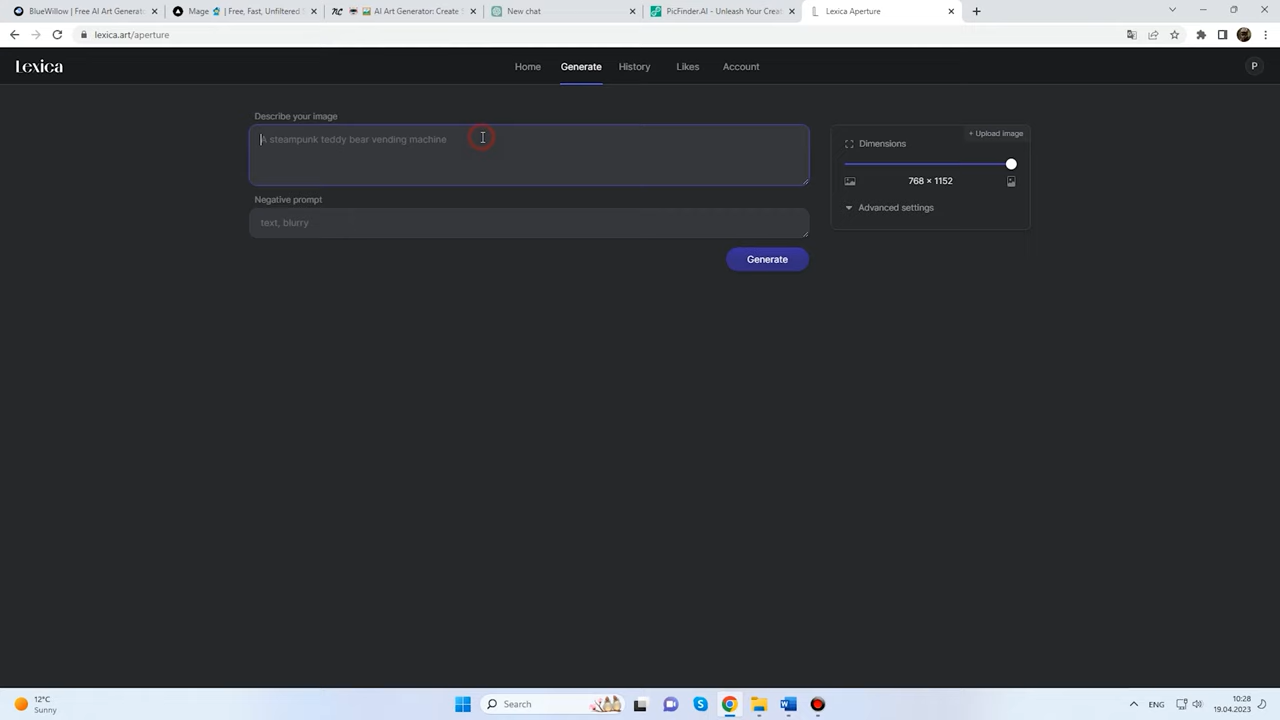 BlueWillow | Free AI Art Generato
Mage | Free, Fast, Unfiltered S
AI Art Generator: Create S
New chat
PicFinder.AI - Unleash Your Creat
Lexica Aperture
lexica.art/aperture
Lexica
Home
Generate
History
Likes
Account
P
Describe your image
A steampunk teddy bear vending machine
+ Upload image
Dimensions
768 × 1152
Advanced settings
Negative prompt
text, blurry
Generate
12°C
Sunny
Search
ENG
10:28
19.04.2023